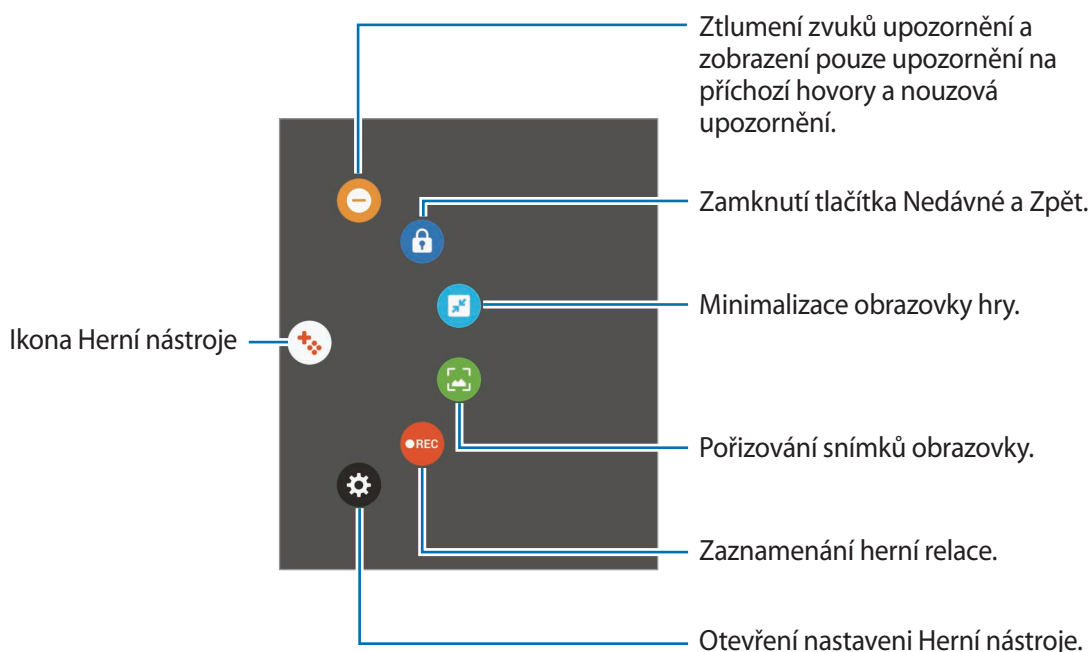 Ztlumení zvuků upozornění a
zobrazení pouze upozornění na
příchozí hovory a nouzová
upozornění.
Zamknutí tlačítka Nedávné a Zpět.
Minimalizace obrazovky hry.
Ikona Herní nástroje
Pořizování snímků obrazovky.
REC
Zaznamenání herní relace.
Otevření nastaveni Herní nástroje.